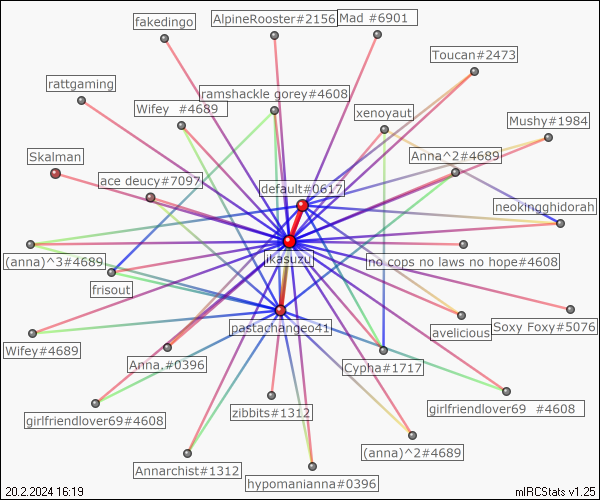 fakedingo
AlpineRooster#2156
Mad #6901
Toucan#2473
rattgaming
ramshackle gorey#4608
Wifey  #4689
xenoyaut
Mushy#1984
Skalman
Anna^2#4689
ace deucy#7097
default#0617
neokingghidorah
(anna)^3#4689
ikasuzu
no cops no laws no hope#4608
frisout
pastachangeo41
avelicious
Soxy Foxy#5076
Wifey#4689
Anna.#0396
Cypha#1717
girlfriendlover69#4608
zibbits#1312
girlfriendlover69  #4608
(anna)^2#4689
Annarchist#1312
hypomanianna#0396
20.2.2024 16:19
mIRCStats v1.25